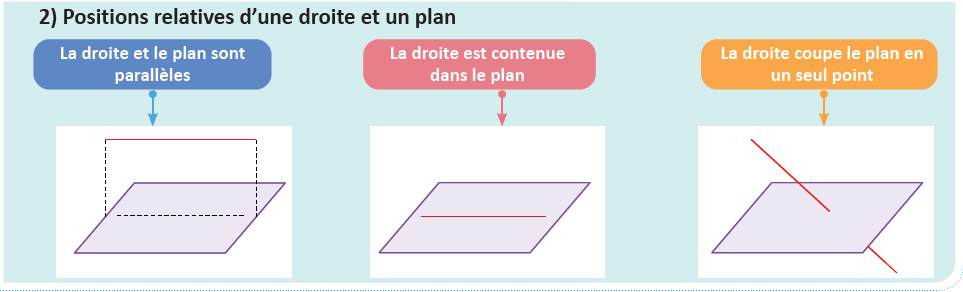 2) Positions relatives d'une droite et un plan
La droite et le plan sont
parallèles
La droite est contenue
dans le plan
La droite coupe le plan en
un seul point